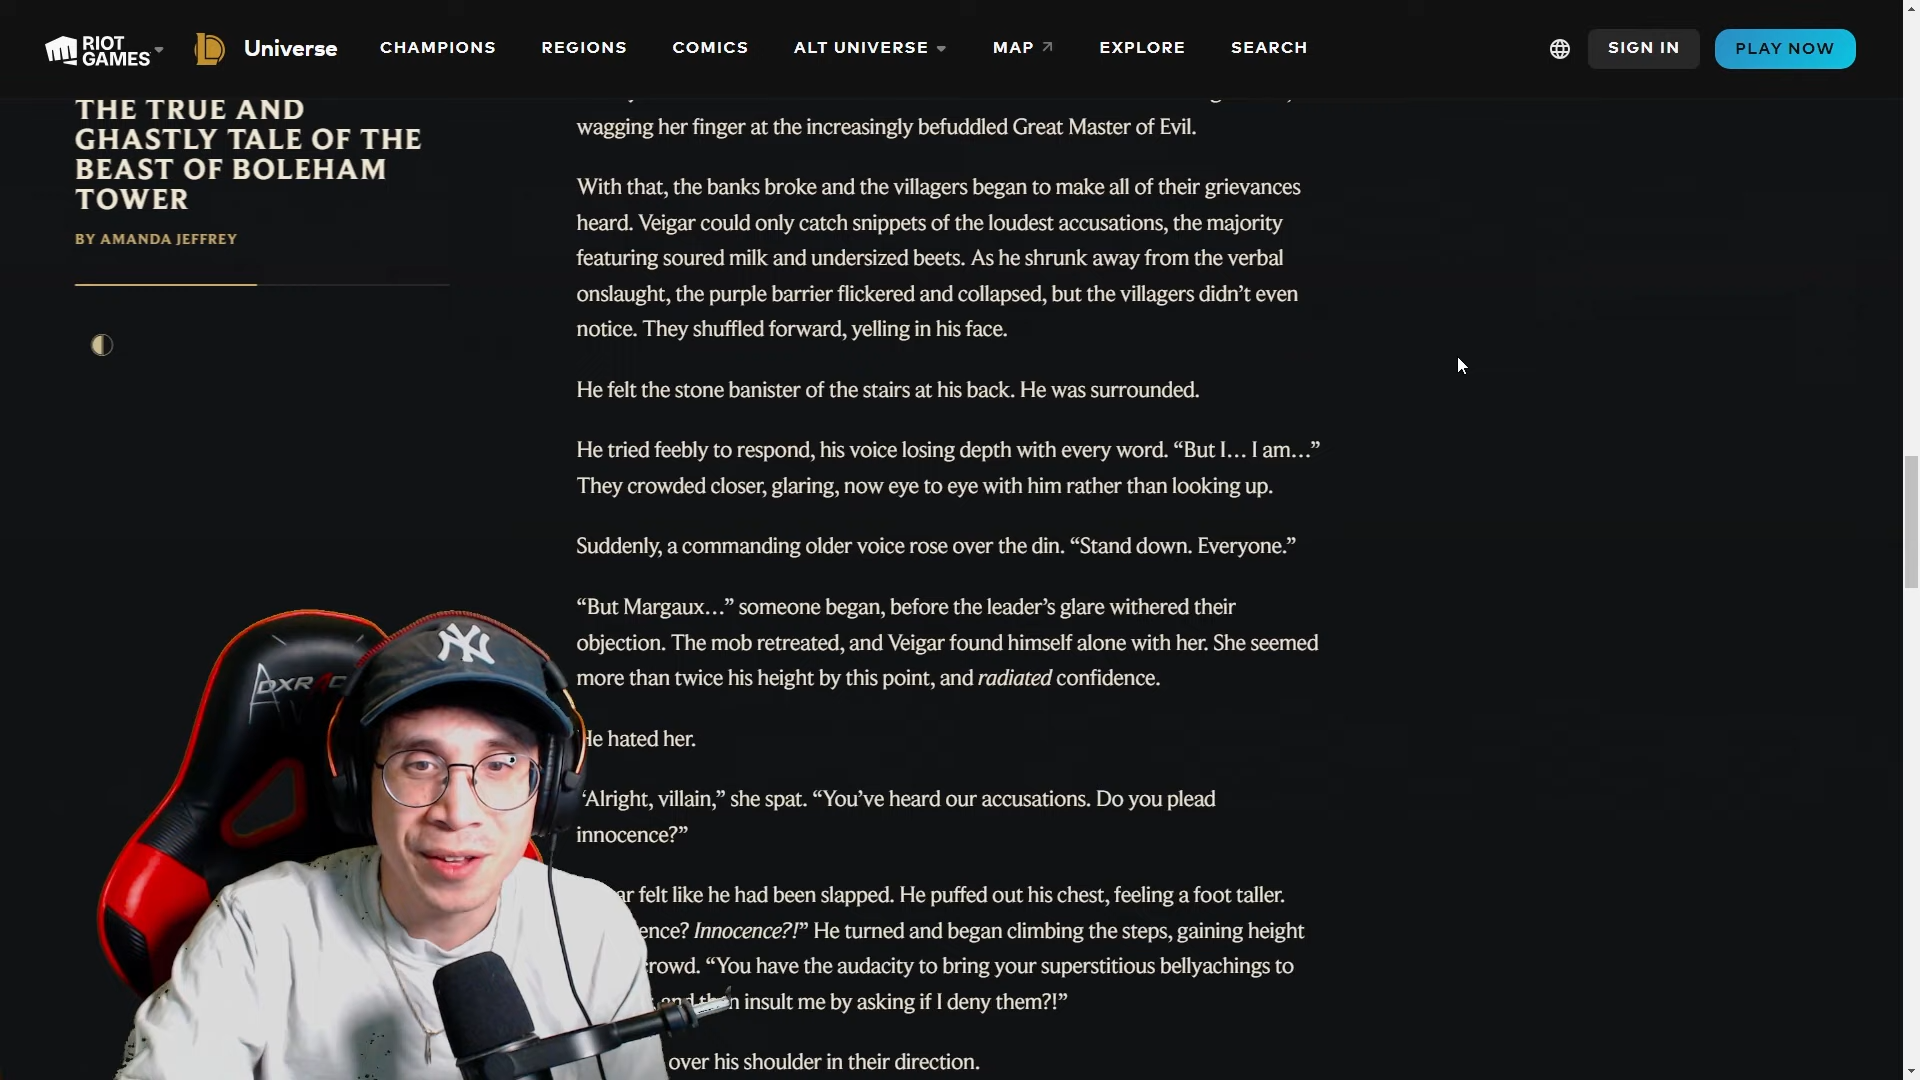 RIOT GAMES
Universe
CHAMPIONS
REGIONS
COMICS
ALT UNIVERSE
MAP
EXPLORE
SEARCH
SIGN IN
PLAY NOW
THE TRUE AND
GHASTLY TALE OF THE
BEAST OF BOLEHAM
TOWER
BY AMANDA JEFFREY
wagging her finger at the increasingly befuddled Great Master of Evil.
With that, the banks broke and the villagers began to make all of their grievances
heard. Veigar could only catch snippets of the loudest accusations, the majority
featuring soured milk and undersized beets. As he shrunk away from the verbal
onslaught, the purple barrier flickered and collapsed, but the villagers didn’t even
notice. They shuffled forward, yelling in his face.
He felt the stone banister of the stairs at his back. He was surrounded.
He tried feebly to respond, his voice losing depth with every word. “But I… I am…”
They crowded closer, glaring, now eye to eye with him rather than looking up.
Suddenly, a commanding older voice rose over the din. “Stand down. Everyone.”
“But Margaux…” someone began, before the leader’s glare withered their
objection. The mob retreated, and Veigar found himself alone with her. She seemed
more than twice his height by this point, and radiated confidence.
He hated her.
“Alright, villain,” she spat. “You’ve heard our accusations. Do you plead
innocence?”
felt like he had been slapped. He puffed out his chest, feeling a foot taller.
Innocence?!” He turned and began climbing the steps, gaining height
crowd. “You have the audacity to bring your superstitious bellyachings to
and then insult me by asking if I deny them?!”
over his shoulder in their direction.
NY
DXR